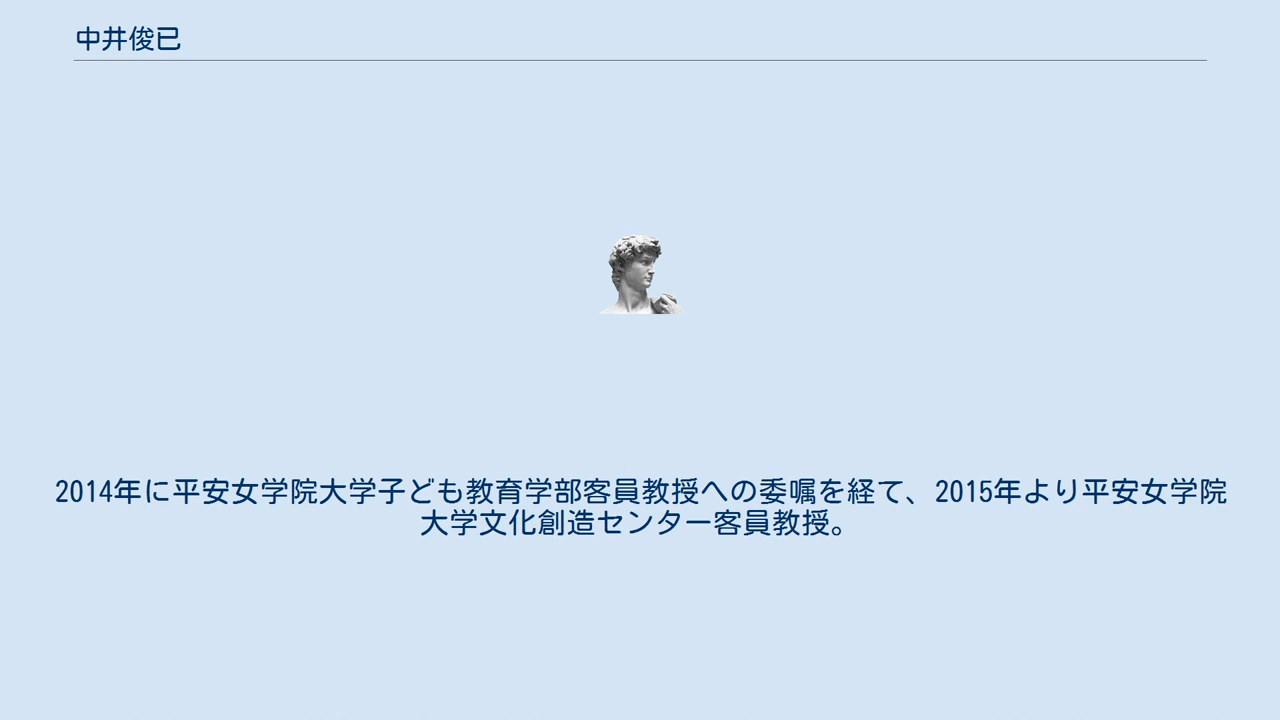 中井俊已
2014年に平安女学院大学子ども教育学部客員教授への委嘱を経て、2015年より平安女学院
大学文化創造センター客員教授。